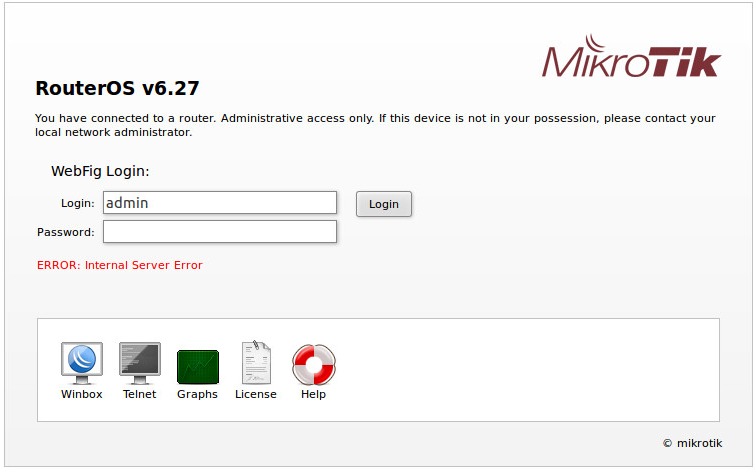 MikroTik
RouterOS v6.27
You have connected to a router. Administrative access only. If this device is not in your possession, please contact your
local network administrator.
WebFig Login:
Login: admin Login
Password:
ERROR: Internal Server Error
Winbox Telnet Graphs License Help
© mikrotik